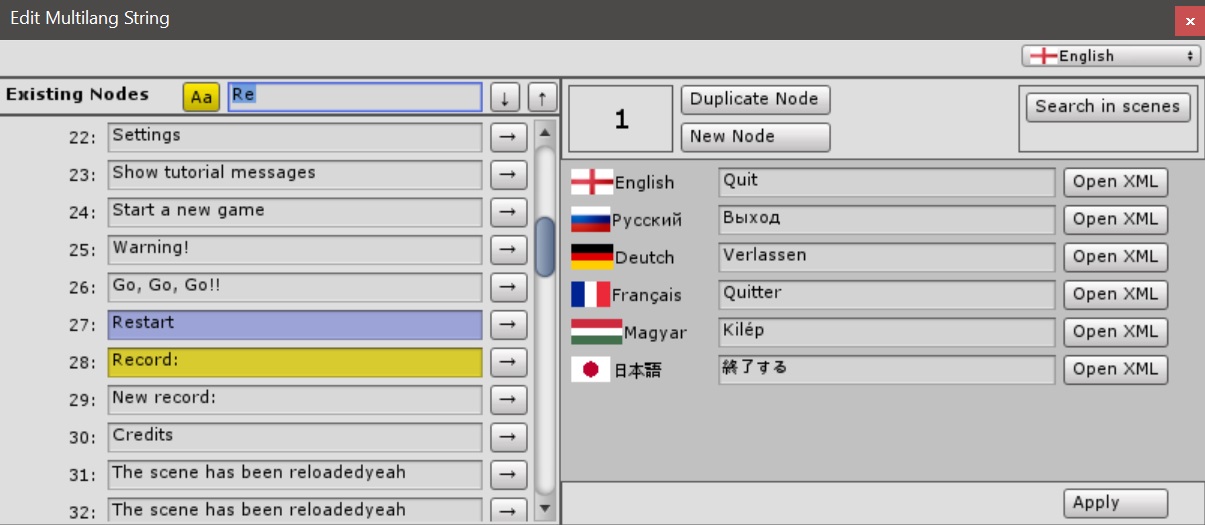 Edit Multilang String
x
English
Existing Nodes Aa Re ↓ ↑
22: Settings →
23: Show tutorial messages →
24: Start a new game →
25: Warning! →
26: Go, Go, Go!! →
27: Restart →
28: Record: →
29: New record: →
30: Credits →
31: The scene has been reloadedyeah →
32: The scene has been reloadedyeah →
1
Duplicate Node
New Node
Search in scenes
English Quit Open XML
Русский Выход Open XML
Deutch Verlassen Open XML
Français Quitter Open XML
Magyar Kilép Open XML
日本語 終了する Open XML
Apply